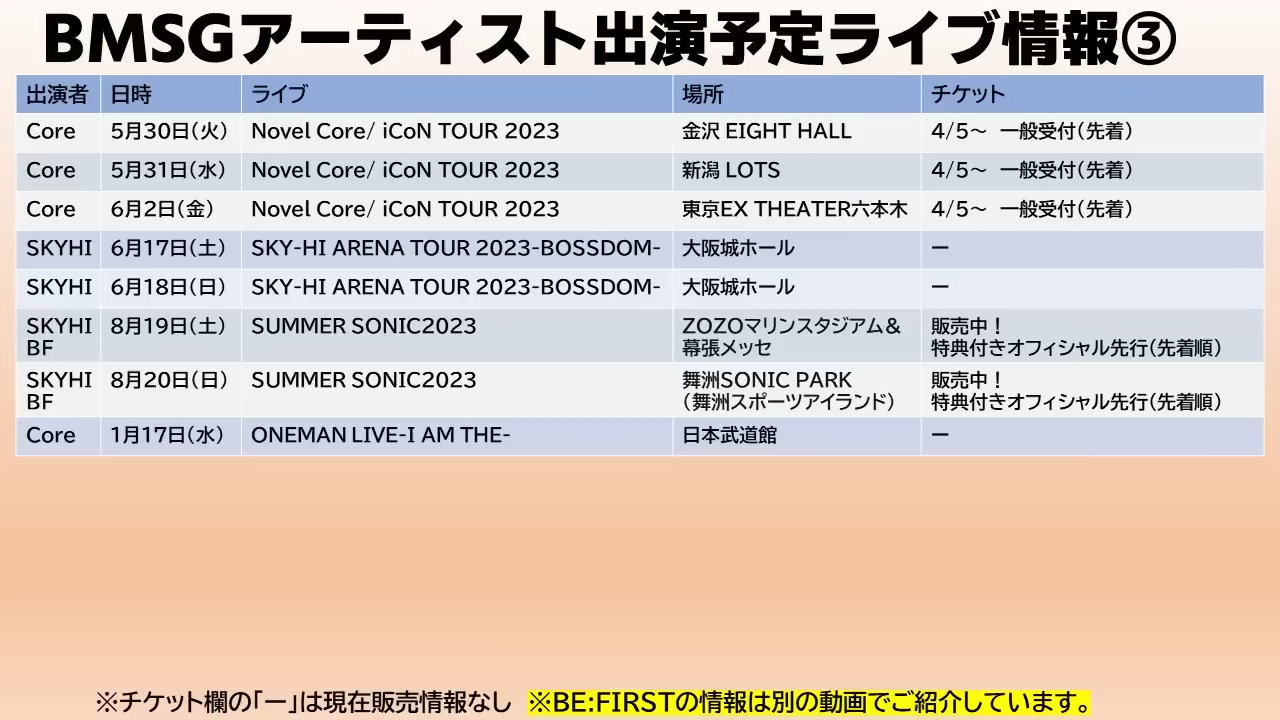 BMSGアーティスト出演予定ライブ情報③
出演者 日時 ライブ 場所 チケット
Core 5月30日(火) Novel Core/ iCoN TOUR 2023 金沢 EIGHT HALL 4/5～ 一般受付(先着)
Core 5月31日(水) Novel Core/ iCoN TOUR 2023 新潟 LOTS 4/5～ 一般受付(先着)
Core 6月2日(金) Novel Core/ iCoN TOUR 2023 東京EX THEATER六本木 4/5～ 一般受付(先着)
SKYHI 6月17日(土) SKY-HI ARENA TOUR 2023-BOSSDOM- 大阪城ホール ー
SKYHI 6月18日(日) SKY-HI ARENA TOUR 2023-BOSSDOM- 大阪城ホール ー
SKYHI 8月19日(土) SUMMER SONIC2023 ZOZOマリンスタジアム＆ 販売中！
BF 幕張メッセ 特典付きオフィシャル先行(先着順)
SKYHI 8月20日(日) SUMMER SONIC2023 舞洲SONIC PARK 販売中！
BF (舞洲スポーツアイランド) 特典付きオフィシャル先行(先着順)
Core 1月17日(水) ONEMAN LIVE-I AM THE- 日本武道館 ー
※チケット欄の「ー」は現在販売情報なし ※BE:FIRSTの情報は別の動画でご紹介しています。